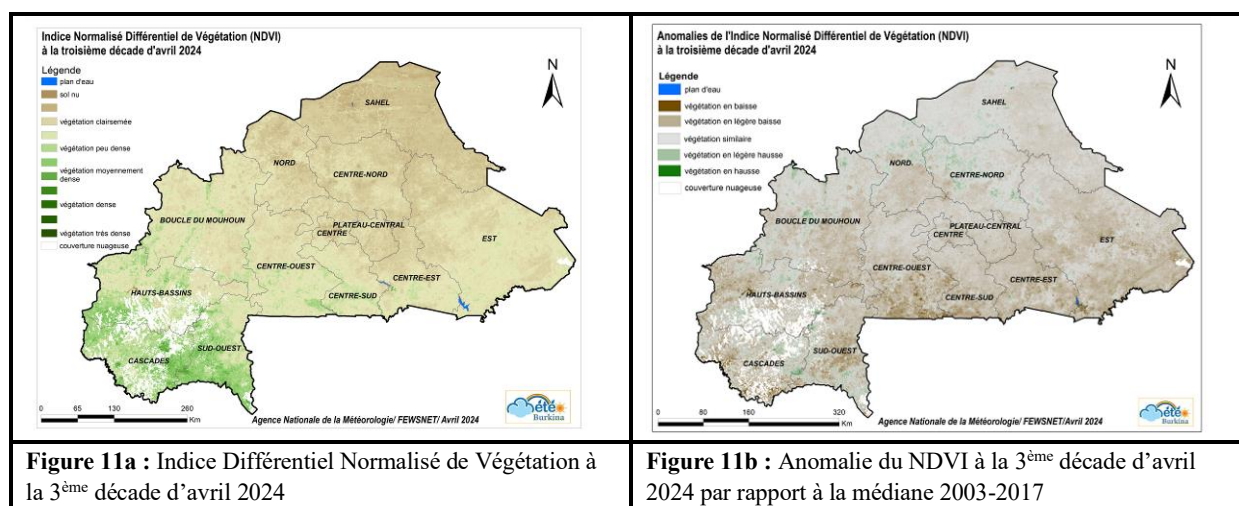 Indice Normalisé Différentiel de Végétation (NDVI)
à la troisième décade d'avril 2024
Légende
plan d'eau
sol nu
végétation clairsemée
végétation peu dense
végétation moyennement
dense
végétation dense
végétation très dense
couverture nuageuse
N
SAHEL
NORD
CENTRE-NORD
BOUCLE DU MOUHOUN
PLATEAU-CENTRAL
CENTRE
EST
CENTRE-OUEST
CENTRE-EST
HAUTS-BASSINS
CENTRE-SUD
SUD-OUEST
CASCADES
0 65 130 260
Km
Agence Nationale de la Météorologie/ FEWSNET/ Avril 2024
été
Burkina
Anomalies de l'Indice Normalisé Différentiel de Végétation (NDVI)
à la troisième décade d'avril 2024
Légende
plan d'eau
végétation en baisse
végétation en légère baisse
végétation similaire
végétation en légère hausse
végétation en hausse
couverture nuageuse
N
SAHEL
NORD
CENTRE-NORD
BOUCLE DU MOUHOUN
PLATEAU-CENTRAL
CENTRE
EST
CENTRE-OUEST
CENTRE-EST
HAUTS-BASSINS
CENTRE-SUD
SUD-OUEST
CASCADES
0 80 160 320
Km
Agence Nationale de la Météorologie/ FEWSNET/Avril 2024
été
Burkina
Figure 11a : Indice Différentiel Normalisé de Végétation à
la 3ème décade d'avril 2024
Figure 11b : Anomalie du NDVI à la 3ème décade d'avril
2024 par rapport à la médiane 2003-2017